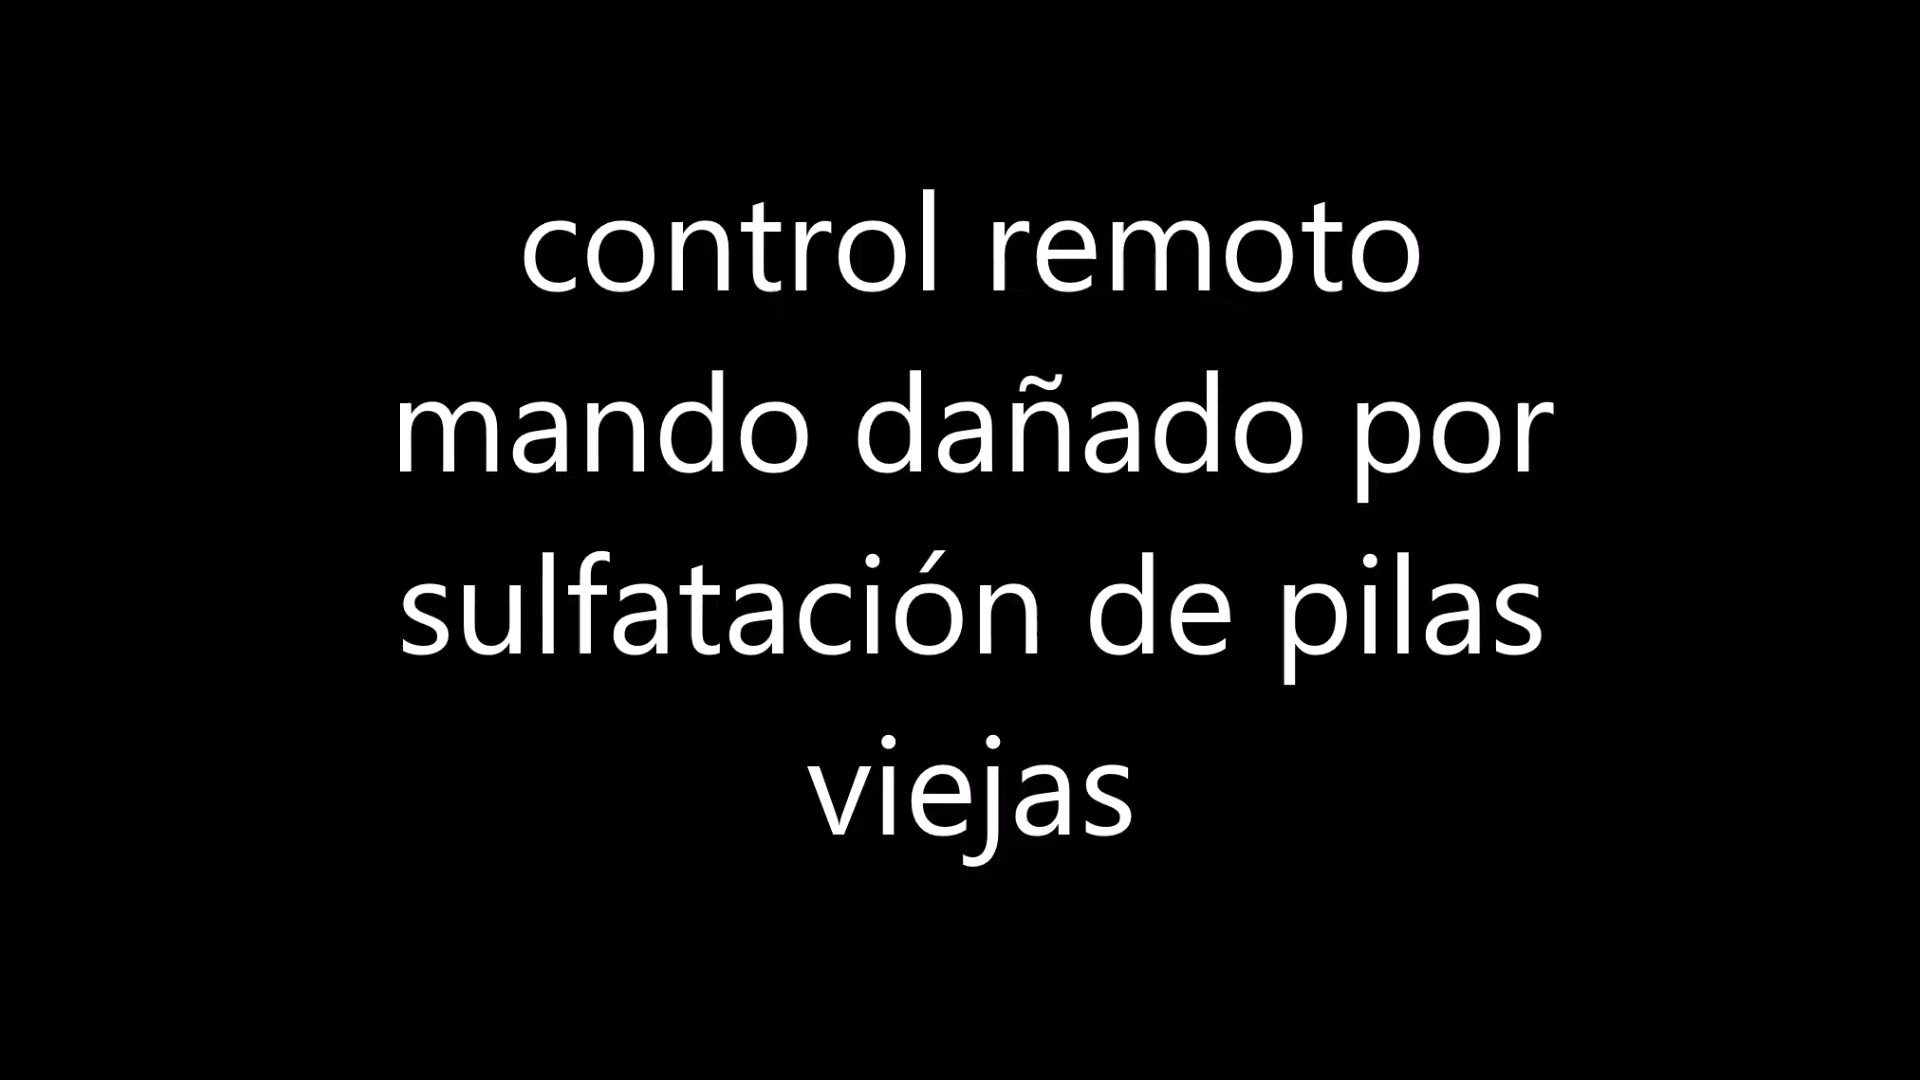 control remoto
mando dañado por
sulfatación de pilas
viejas